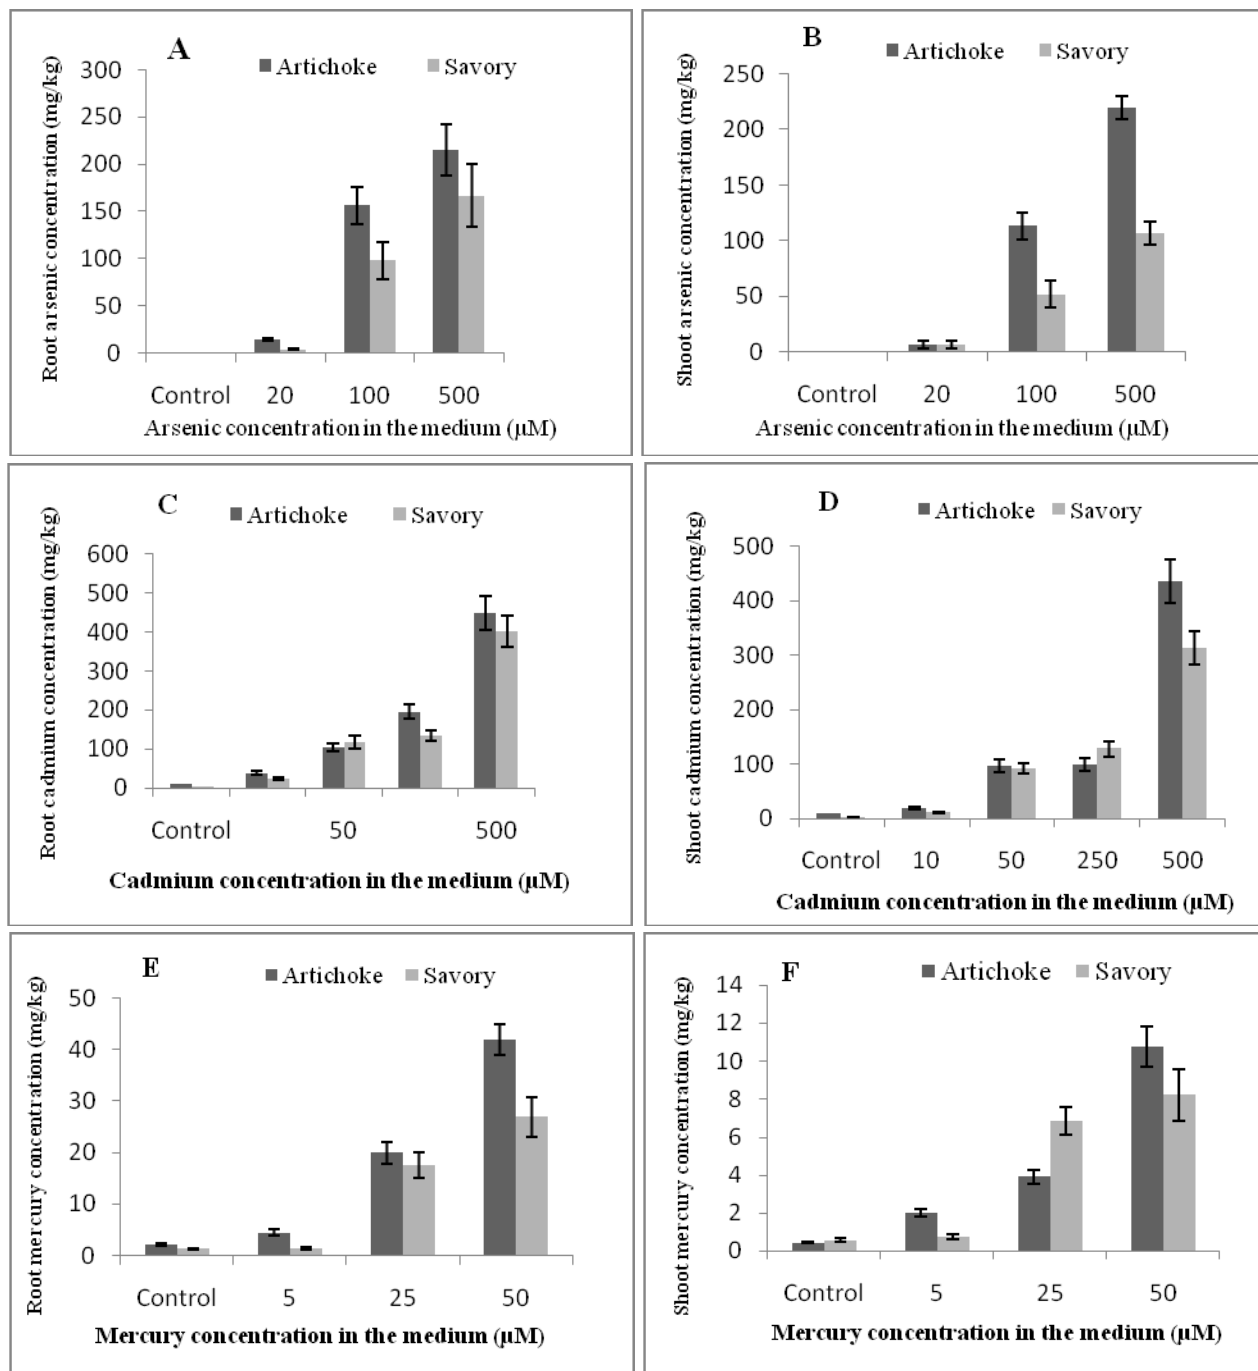 A
Artichoke Savory
Root arsenic concentration (mg/kg)
300
250
200
150
100
50
0
Control 20 100 500
Arsenic concentration in the medium (µM)
B
Artichoke Savory
Shoot arsenic concentration (mg/kg)
250
200
150
100
50
0
Control 20 100 500
Arsenic concentration in the medium (µM)
C
Artichoke Savory
Root cadmium concentration (mg/kg)
600
500
400
300
200
100
0
Control 50 500
Cadmium concentration in the medium (µM)
D
Artichoke Savory
Shoot cadmium concentration (mg/kg)
500
400
300
200
100
0
Control 10 50 250 500
Cadmium concentration in the medium (µM)
E
Artichoke Savory
Root mercury concentration (mg/kg)
50
40
30
20
10
0
Control 5 25 50
Mercury concentration in the medium (µM)
F
Artichoke Savory
Shoot mercury concentration (mg/kg)
14
12
10
8
6
4
2
0
Control 5 25 50
Mercury concentration in the medium (µM)